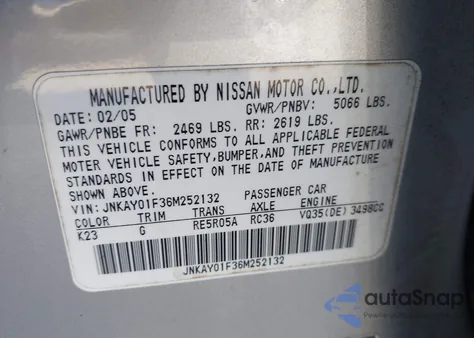 MANUFACTURED BY NISSAN MOTOR CO.,LTD.
DATE: 02/05 GVWR/PNBV: 5066 LBS.
GAWR/PNBE FR: 2469 LBS. RR: 2619 LBS.
THIS VEHICLE CONFORMS TO ALL APPLICABLE FEDERAL
MOTOR VEHICLE SAFETY, BUMPER, AND THEFT PREVENTION
STANDARDS IN EFFECT ON THE DATE OF MANUFACTURE
SHOWN ABOVE.
VIN: JNKAY01F36M252132 PASSENGER CAR
COLOR TRIM TRANS AXLE ENGINE
K23 G RE5R05A RC36 VQ35(DE) 3498CC
JNKAY01F36M252132
autoSnap